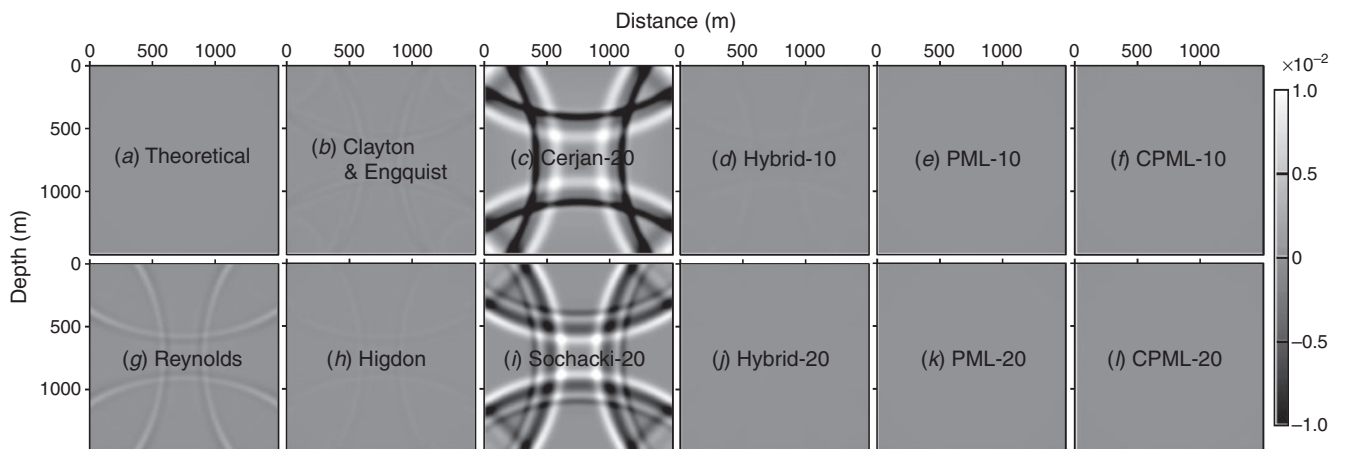 Distance (m)
0 500 1000 0 500 1000 0 500 1000 0 500 1000 0 500 1000 0 500 1000
×10−2
0
500
1000
(a) Theoretical
(b) Clayton
& Engquist
(c) Cerjan-20
(d) Hybrid-10
(e) PML-10
(f) CPML-10
Depth (m)
0
500
1000
(g) Reynolds
(h) Higdon
(i) Sochacki-20
(j) Hybrid-20
(k) PML-20
(l) CPML-20
1.0
0.5
0
−0.5
−1.0